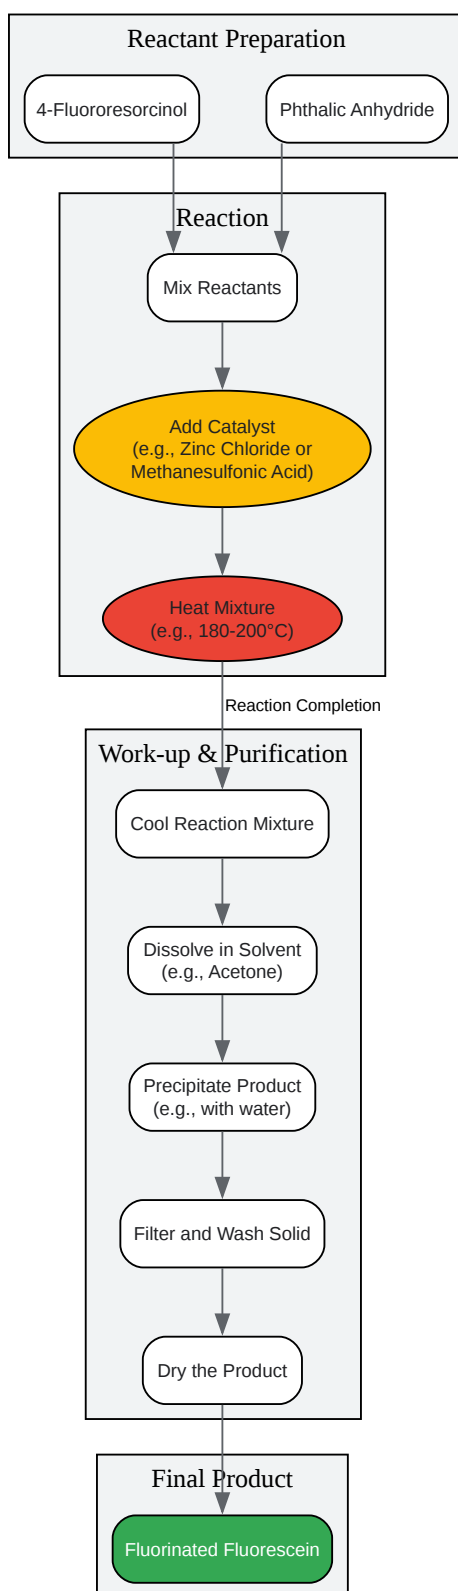 Reactant Preparation
4-Fluororesorcinol
Phthalic Anhydride
Reaction
Mix Reactants
Add Catalyst
(e.g., Zinc Chloride or
Methanesulfonic Acid)
Heat Mixture
(e.g., 180-200°C)
Reaction Completion
Work-up & Purification
Cool Reaction Mixture
Dissolve in Solvent
(e.g., Acetone)
Precipitate Product
(e.g., with water)
Filter and Wash Solid
Dry the Product
Final Product
Fluorinated Fluorescein